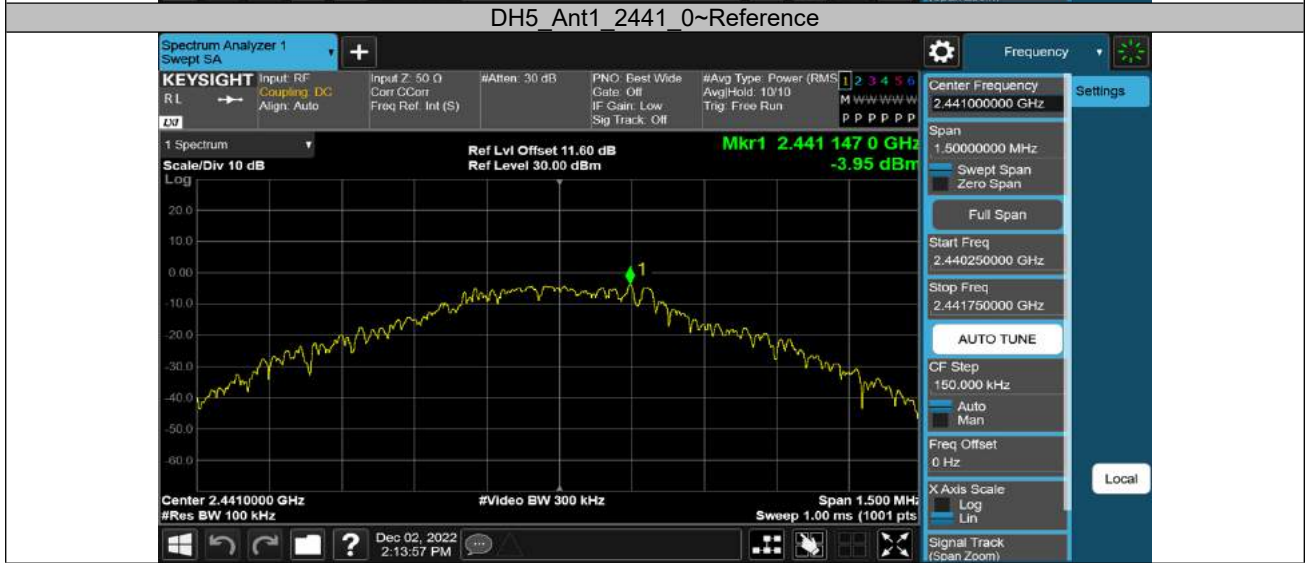 DH5_Ant1_2441_0~Reference
Spectrum Analyzer 1
Swept SA
+
Frequency
KEYSIGHT
RL
LXI
Input: RF
Coupling: DC
Align: Auto
Input Z: 50 Ω
Corr CCorr
Freq Ref: Int (S)
#Atten: 30 dB
PNO: Best Wide
Gate: Off
IF Gain: Low
Sig Track: Off
#Avg Type: Power (RMS
Avg|Hold: 10/10
Trig: Free Run
1 2 3 4 5 6
M W W W W W
P P P P P P
1 Spectrum
Scale/Div 10 dB
Log
Ref Lvl Offset 11.60 dB
Ref Level 30.00 dBm
Mkr1 2.441 147 0 GHz
-3.95 dBm
20.0
10.0
0.00
-10.0
-20.0
-30.0
-40.0
-50.0
-60.0
1
Center 2.4410000 GHz
#Res BW 100 kHz
#Video BW 300 kHz
Span 1.500 MHz
Sweep 1.00 ms (1001 pts
Center Frequency
2.441000000 GHz
Settings
Span
1.50000000 MHz
Swept Span
Zero Span
Full Span
Start Freq
2.440250000 GHz
Stop Freq
2.441750000 GHz
AUTO TUNE
CF Step
150.000 kHz
Auto
Man
Freq Offset
0 Hz
X Axis Scale
Log
Lin
Local
Signal Track
(Span Zoom)
?
Dec 02, 2022
2:13:57 PM